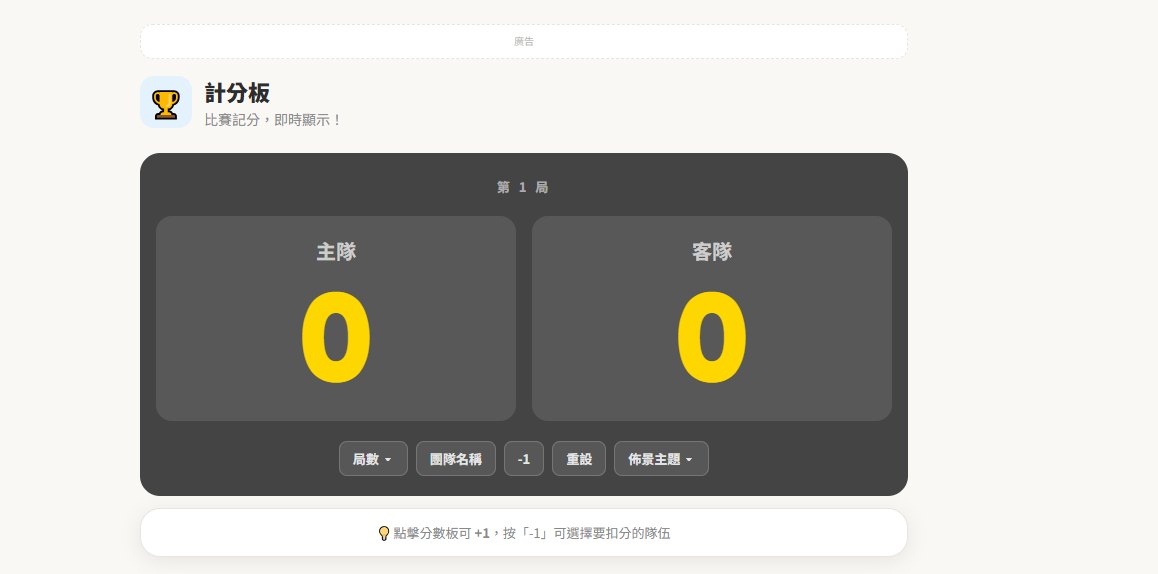 廣告
計分板
比賽記分，即時顯示！
第 1 局
主隊
客隊
0
0
局數
團隊名稱
-1
重設
佈景主題
點擊分數板可 +1，按「-1」可選擇要扣分的隊伍